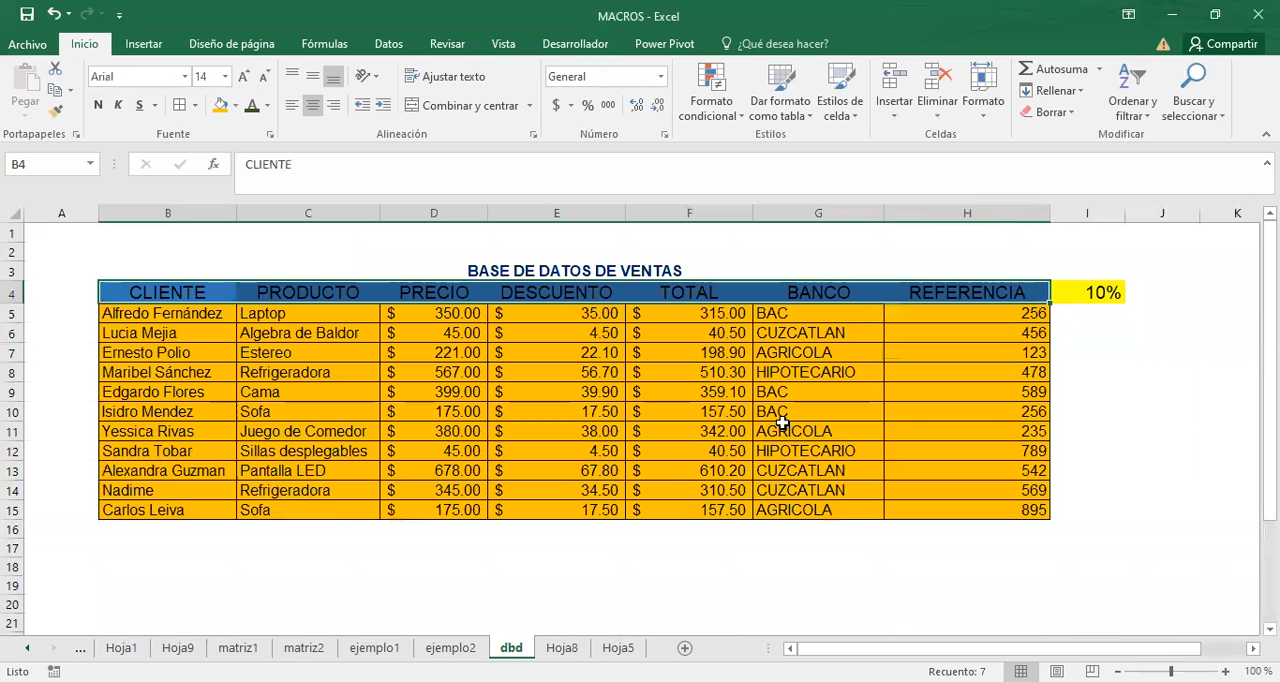 MACROS - Excel
Archivo Inicio Insertar Diseño de página Fórmulas Datos Revisar Vista Desarrollador Power Pivot ¿Qué desea hacer? Compartir
Pegar Arial 14 Ajustar texto General Formato condicional Dar formato como tabla Estilos de celda Insertar Eliminar Formato Autosuma Ordenar y filtrar Buscar y seleccionar
N K S Combinar y centrar $ % 000 Rellenar
Borrar
Portapapeles Fuente Alineación Número Estilos Celdas Modificar
B4 fx CLIENTE
A B C D E F G H I J K
1
2
3 BASE DE DATOS DE VENTAS
4 CLIENTE PRODUCTO PRECIO DESCUENTO TOTAL BANCO REFERENCIA 10%
5 Alfredo Fernández Laptop $ 350.00 $ 35.00 $ 315.00 BAC 256
6 Lucia Mejia Algebra de Baldor $ 45.00 $ 4.50 $ 40.50 CUZCATLAN 456
7 Ernesto Polio Estereo $ 221.00 $ 22.10 $ 198.90 AGRICOLA 123
8 Maribel Sánchez Refrigeradora $ 567.00 $ 56.70 $ 510.30 HIPOTECARIO 478
9 Edgardo Flores Cama $ 399.00 $ 39.90 $ 359.10 BAC 589
10 Isidro Mendez Sofa $ 175.00 $ 17.50 $ 157.50 BAC 256
11 Yessica Rivas Juego de Comedor $ 380.00 $ 38.00 $ 342.00 AGRICOLA 235
12 Sandra Tobar Sillas desplegables $ 45.00 $ 4.50 $ 40.50 HIPOTECARIO 789
13 Alexandra Guzman Pantalla LED $ 678.00 $ 67.80 $ 610.20 CUZCATLAN 542
14 Nadime Refrigeradora $ 345.00 $ 34.50 $ 310.50 CUZCATLAN 569
15 Carlos Leiva Sofa $ 175.00 $ 17.50 $ 157.50 AGRICOLA 895
16
17
18
19
20
21
... Hoja1 Hoja9 matriz1 matriz2 ejemplo1 ejemplo2 dbd Hoja8 Hoja5
Listo Recuento: 7 100 %